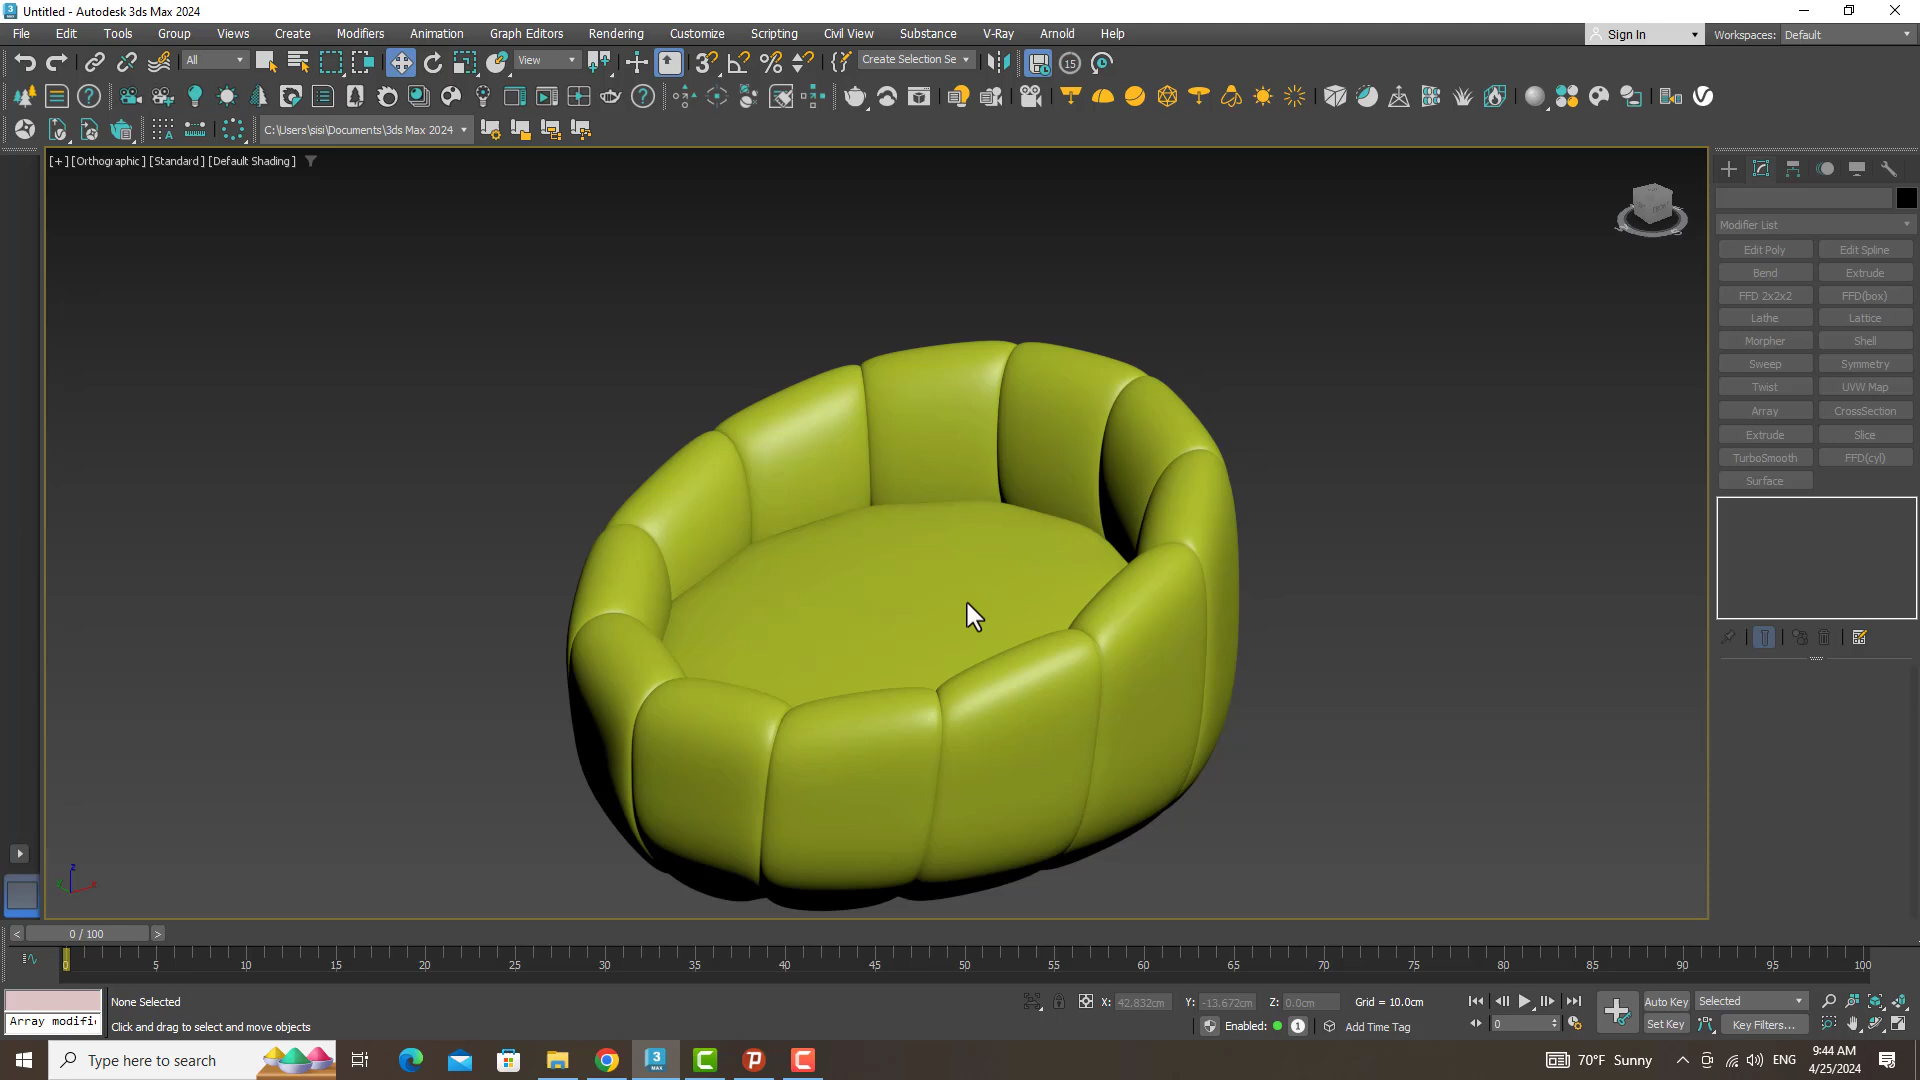 Untitled - Autodesk 3ds Max 2024
File Edit Tools Group Views Create Modifiers Animation Graph Editors Rendering Customize Scripting Civil View Substance V-Ray Arnold Help
Sign In
Workspaces: Default
All
View
Create Selection Se
15
C:\Users\sisi\Documents\3ds Max 2024
[+] [Orthographic] [Standard] [Default Shading]
Modifier List
Edit Poly Edit Spline
Bend Extrude
FFD 2x2x2 FFD(box)
Lathe Lattice
Morpher Shell
Sweep Symmetry
Twist UVW Map
Array CrossSection
Extrude Slice
TurboSmooth FFD(cyl)
Surface
z
x
< 0 / 100 >
0 5 10 15 20 25 30 35 40 45 50 55 60 65 70 75 80 85 90 95 100
None Selected
X: 42.832cm Y: -13.672cm Z: 0.0cm Grid = 10.0cm
Auto Key Selected
Array modifi
Click and drag to select and move objects
Enabled: 1 Add Time Tag
0
Set Key Key Filters...
Type here to search
3
MAX
70°F Sunny
ENG
9:44 AM
4/25/2024